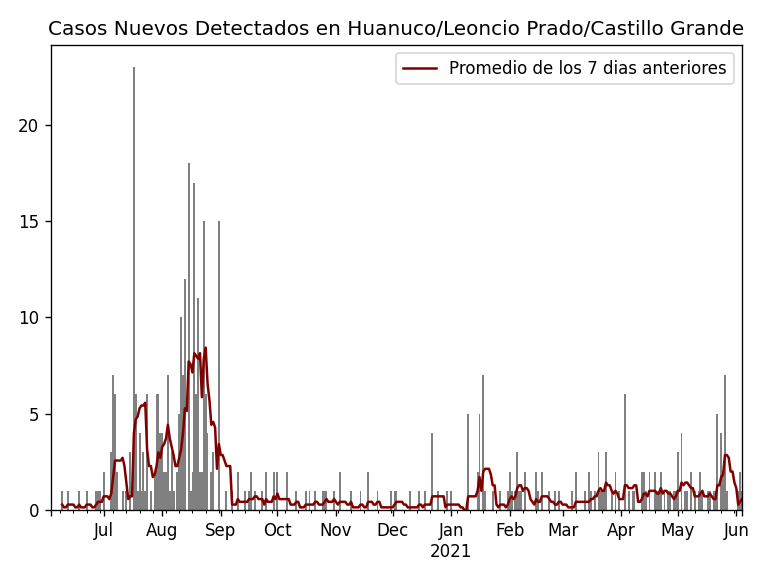 Casos Nuevos Detectados en Huanuco/Leoncio Prado/Castillo Grande
Promedio de los 7 dias anteriores
20
15
10
5
0
Jul Aug Sep Oct Nov Dec Jan Feb Mar Apr May Jun
2021